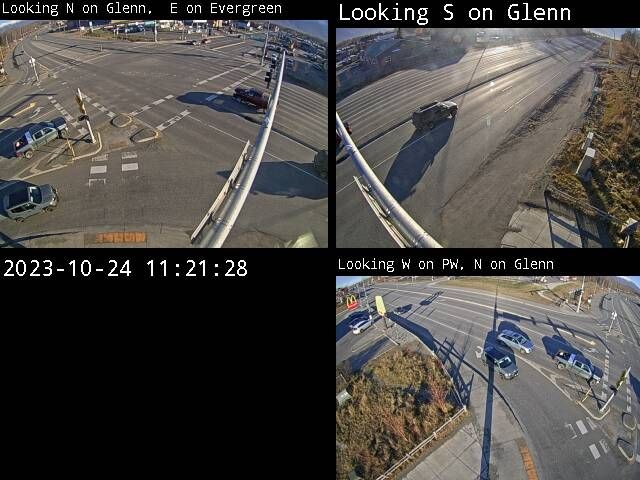 Looking N on Glenn,  E on Evergreen
Looking S on Glenn
2023-10-24 11:21:28
Looking W on PW, N on Glenn